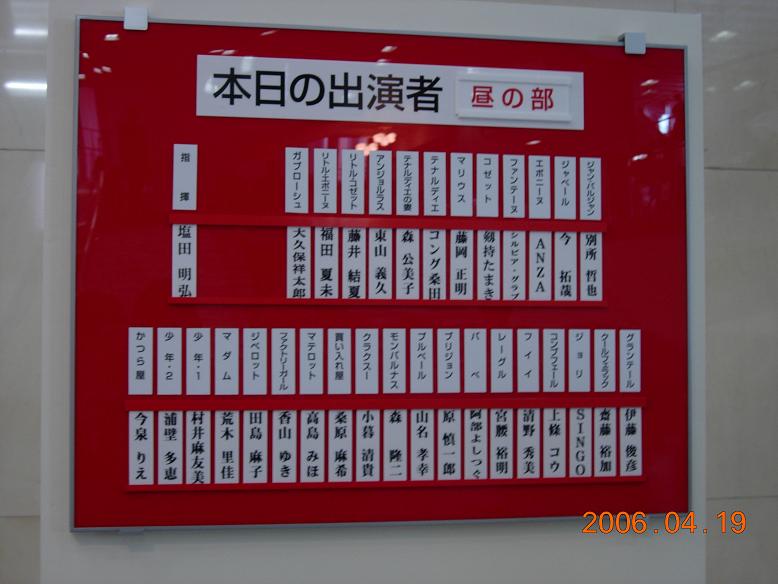 本日の出演者 昼の部
ジャン・バルジャン 別所 哲也
ジャベール 今 拓哉
エポニーヌ ANZA
ファンテーヌ シルビア・グラブ
コゼット 剱持たまき
マリウス 藤岡 正明
テナルディエ コング桑田
テナルディエの妻 森 公美子
アンジョルラス 東山 義久
リトル・コゼット 藤井 結夏
リトル・エポニーヌ 福田 夏未
ガブローシュ 大久保祥太郎
指揮 塩田 明弘
グランテール 伊藤 俊彦
クールフェラック 齋藤 裕加
ジョリ SINGO
コンブフェール 上條 コウ
フイイ 清野 秀美
レーグル 宮腰 裕明
バベ 阿部よしつぐ
ブリジョン 原 慎一郎
プルベール 山名 孝幸
モンパルナス 森 隆二
クラクスー 小暮 清貴
買い入れ屋 桑原 麻希
マテロット 高島 みほ
ファクトリーガール 香山 ゆき
ジベロット 田島 麻子
マダム 荒木 里佳
少年・1 村井麻友美
少年・2 浦壁 多恵
かつら屋 今泉 りえ
2006.04.19